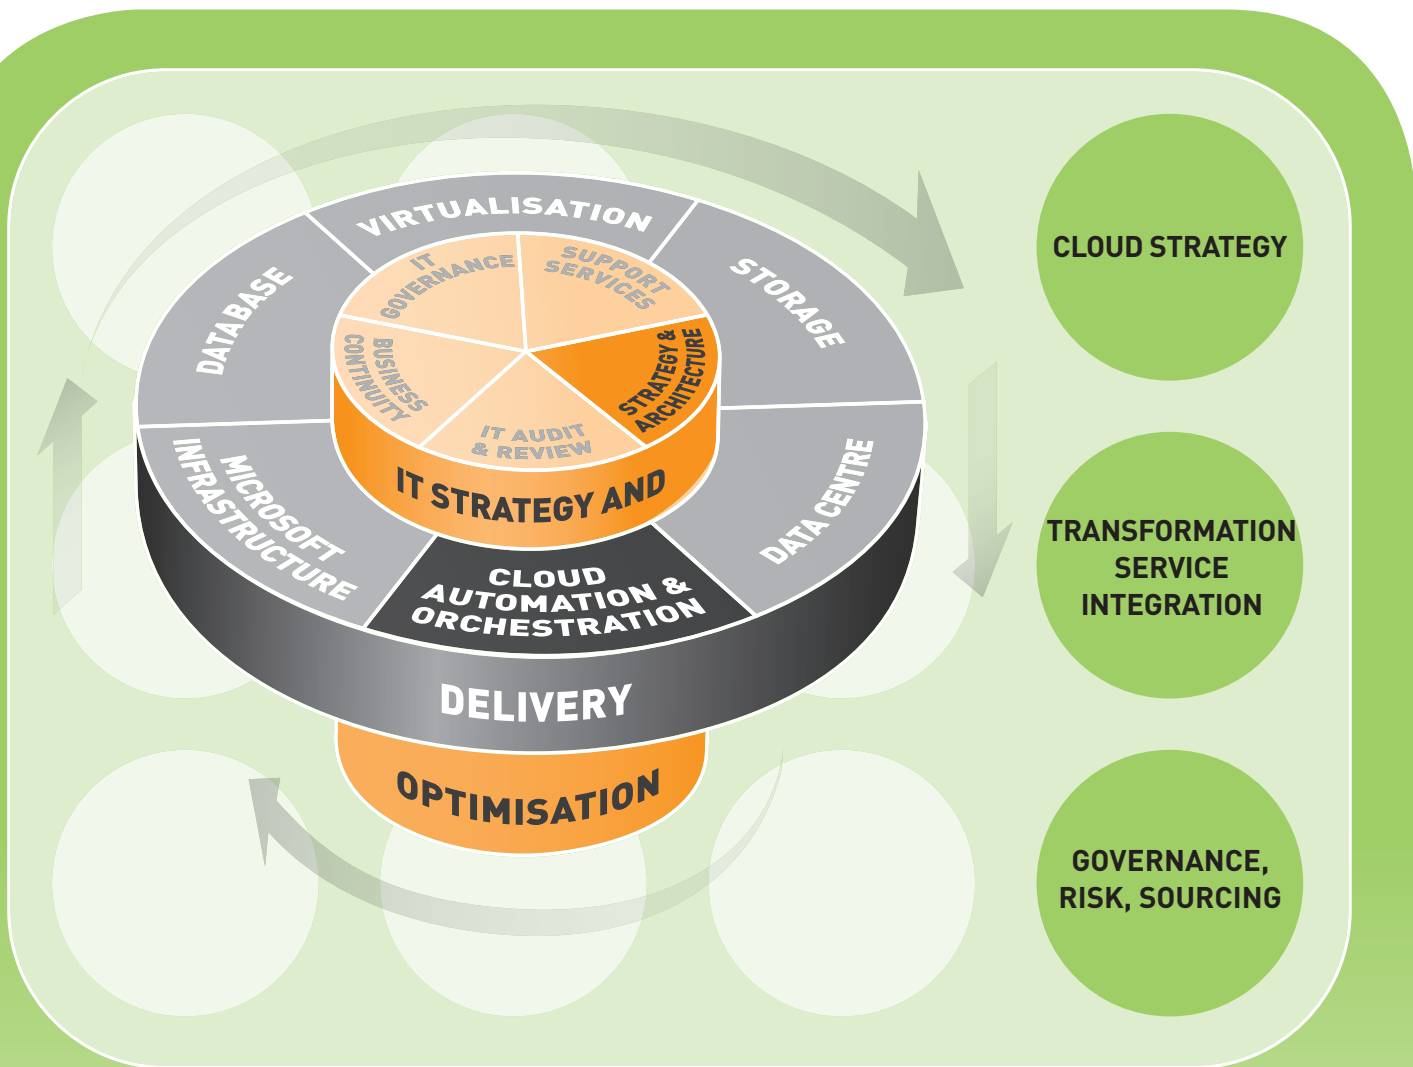 VIRTUALISATION
STORAGE
DATA CENTRE
CLOUD
AUTOMATION &
ORCHESTRATION
MICROSOFT
INFRASTRUCTURE
DATABASE
IT
GOVERNANCE
SUPPORT
SERVICES
STRATEGY &
ARCHITECTURE
IT AUDIT
& REVIEW
BUSINESS
CONTINUITY
IT STRATEGY AND
DELIVERY
OPTIMISATION
CLOUD STRATEGY
TRANSFORMATION
SERVICE
INTEGRATION
GOVERNANCE,
RISK, SOURCING